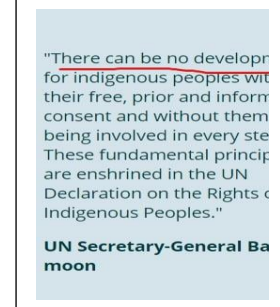 "There can be no
for indigenous peoples
their free, prior and
consent and without them
being involved in every
These fundamental
are enshrined in the UN
Declaration on the Rights
Indigenous Peoples."
UN Secretary-General
moon